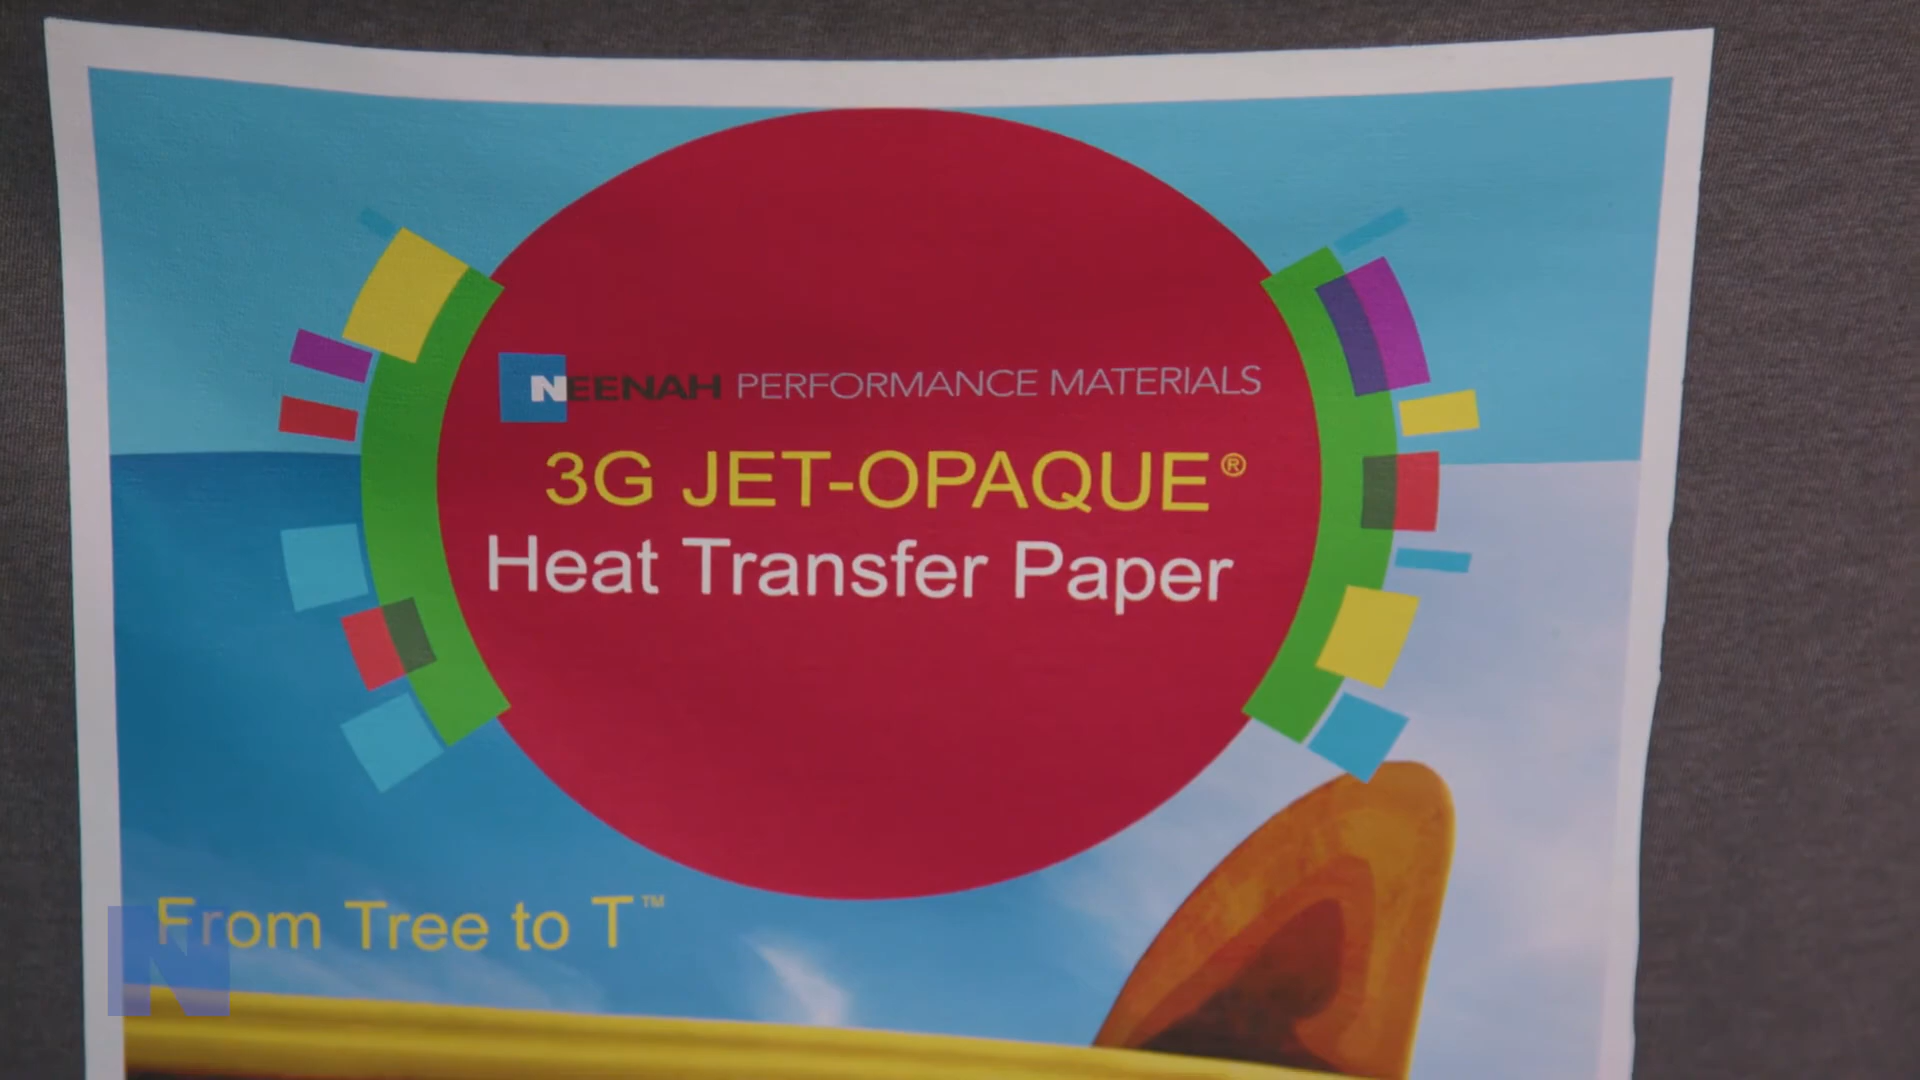 NEENAH PERFORMANCE MATERIALS
3G JET-OPAQUE®
Heat Transfer Paper
From Tree to T™
N